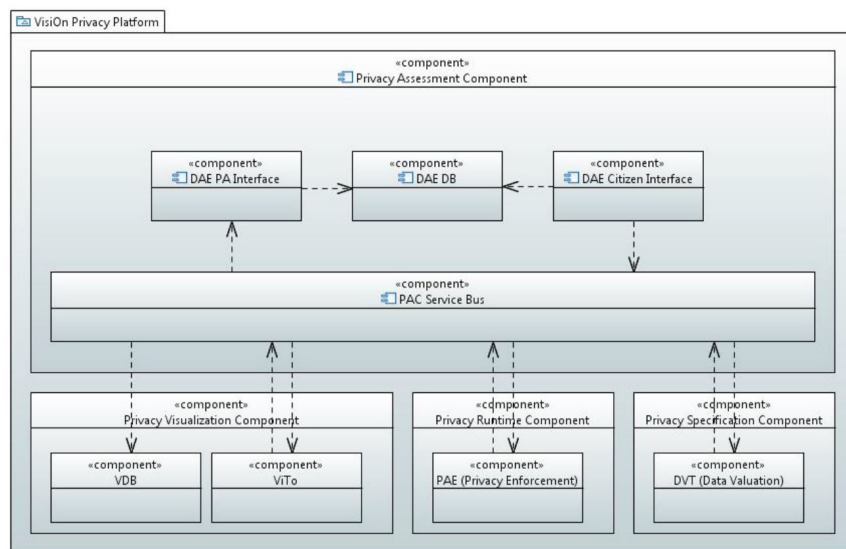 VisiOn Privacy Platform
«component»
Privacy Assessment Component
«component»
DAE PA Interface
«component»
DAE DB
«component»
DAE Citizen Interface
«component»
PAC Service Bus
«component»
Privacy Visualization Component
«component»
Privacy Runtime Component
«component»
Privacy Specification Component
«component»
VDB
«component»
ViTo
«component»
PAE (Privacy Enforcement)
«component»
DVT (Data Valuation)